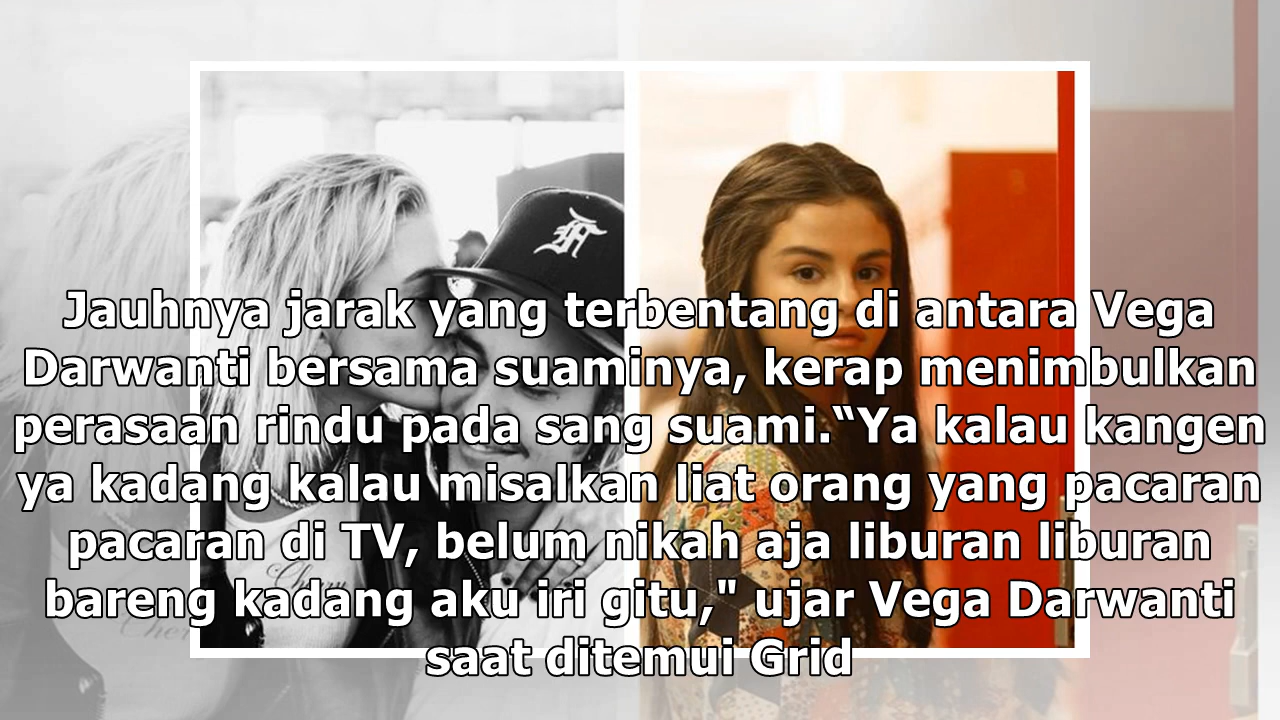 Jauhnya jarak yang terbentang di antara Vega
Darwanti bersama suaminya, kerap menimbulkan
perasaan rindu pada sang suami.“Ya kalau kangen
ya kadang kalau misalkan liat orang yang pacaran
pacaran di TV, belum nikah aja liburan liburan
bareng kadang aku iri gitu," ujar Vega Darwanti
saat ditemui Grid